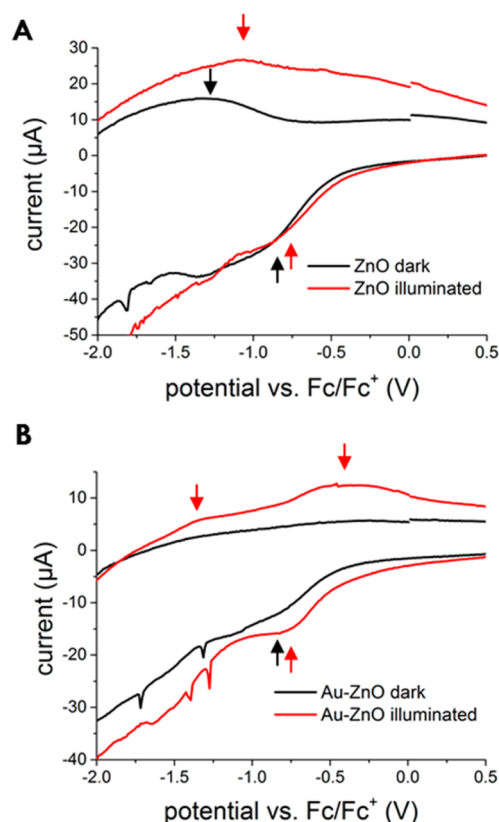 A
30
20
10
0
-10
-20
-30
-40
-50
current (µA)
ZnO dark
ZnO illuminated
-2.0 -1.5 -1.0 -0.5 0.0 0.5
potential vs. Fc/Fc⁺ (V)
B
20
10
0
-10
-20
-30
-40
current (µA)
Au-ZnO dark
Au-ZnO illuminated
-2.0 -1.5 -1.0 -0.5 0.0 0.5
potential vs. Fc/Fc⁺ (V)